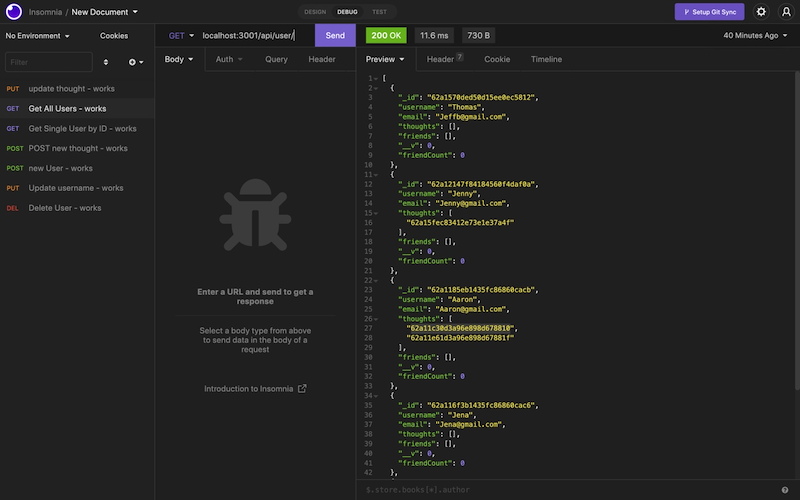 Insomnia / New Document
DESIGN DEBUG TEST
Setup Git Sync
No Environment Cookies
GET localhost:3001/api/user/ Send
200 OK 11.6 ms 730 B
40 Minutes Ago
Filter
Body Auth Query Header
Preview Header 7 Cookie Timeline
PUT update thought - works
GET Get All Users - works
GET Get Single User by ID - works
POST POST new thought - works
POST new User - works
PUT Update username - works
DEL Delete User - works
Enter a URL and send to get a
response
Select a body type from above
to send data in the body of a
request
Introduction to Insomnia
1 [
2 {
3 "_id": "62a1570ded50d15ee0ec5812",
4 "username": "Thomas",
5 "email": "Jeffb@gmail.com",
6 "thoughts": [],
7 "friends": [],
8 "__v": 0,
9 "friendCount": 0
10 },
11 {
12 "_id": "62a12147f84184560f4daf0a",
13 "username": "Jenny",
14 "email": "Jenny@gmail.com",
15 "thoughts": [
16 "62a15fec83412e73e1e37a4f"
17 ],
18 "friends": [],
19 "__v": 0,
20 "friendCount": 0
21 },
22 {
23 "_id": "62a1185eb1435fc86860cacb",
24 "username": "Aaron",
25 "email": "Aaron@gmail.com",
26 "thoughts": [
27 "62a11c30d3a96e898d678810",
28 "62a11e61d3a96e898d67881f"
29 ],
30 "friends": [],
31 "__v": 0,
32 "friendCount": 0
33 },
34 {
35 "_id": "62a116f3b1435fc86860cac6",
36 "username": "Jena",
37 "email": "Jena@gmail.com",
38 "thoughts": [],
39 "friends": [],
40 "__v": 0,
41 "friendCount": 0
42 },
$.store.books[*].author